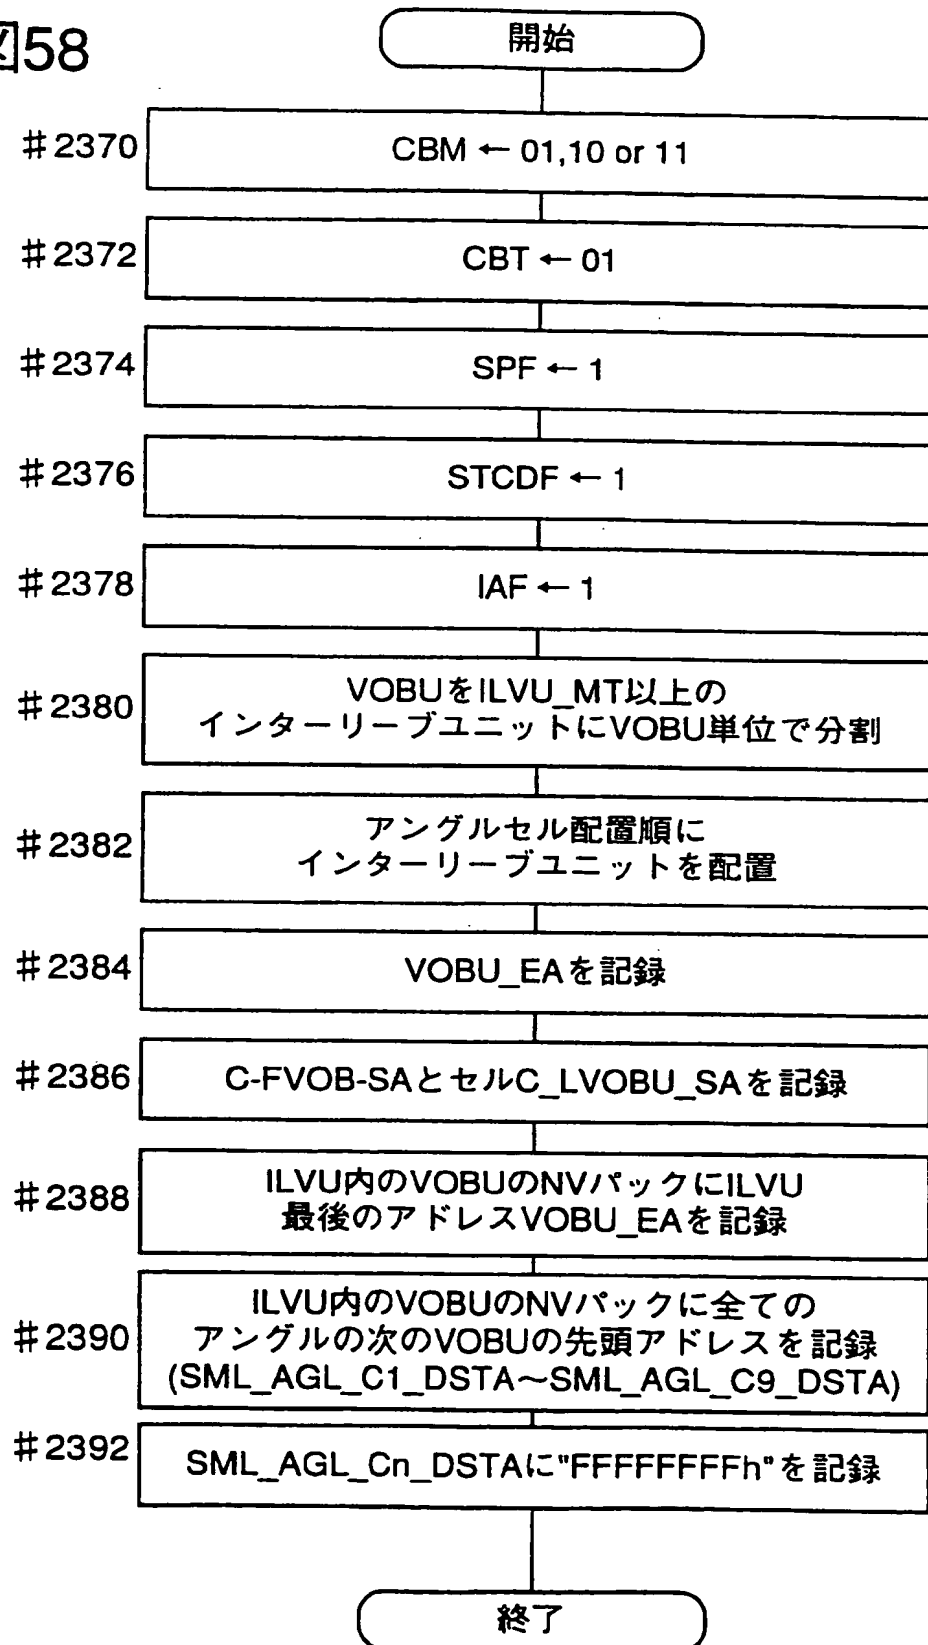 図58
開始
#2370
CBM ← 01,10 or 11
#2372
CBT ← 01
#2374
SPF ← 1
#2376
STCDF ← 1
#2378
IAF ← 1
#2380
VOBUをILVU_MT以上の
インターリーブユニットにVOBU単位で分割
#2382
アングルセル配置順に
インターリーブユニットを配置
#2384
VOBU_EAを記録
#2386
C-FVOB-SAとセルC_LVOBU_SAを記録
#2388
ILVU内のVOBUのNVパックにILVU
最後のアドレスVOBU_EAを記録
#2390
ILVU内のVOBUのNVパックに全ての
アングルの次のVOBUの先頭アドレスを記録
(SML_AGL_C1_DSTA～SML_AGL_C9_DSTA)
#2392
SML_AGL_Cn_DSTAに"FFFFFFFFh"を記録
終了